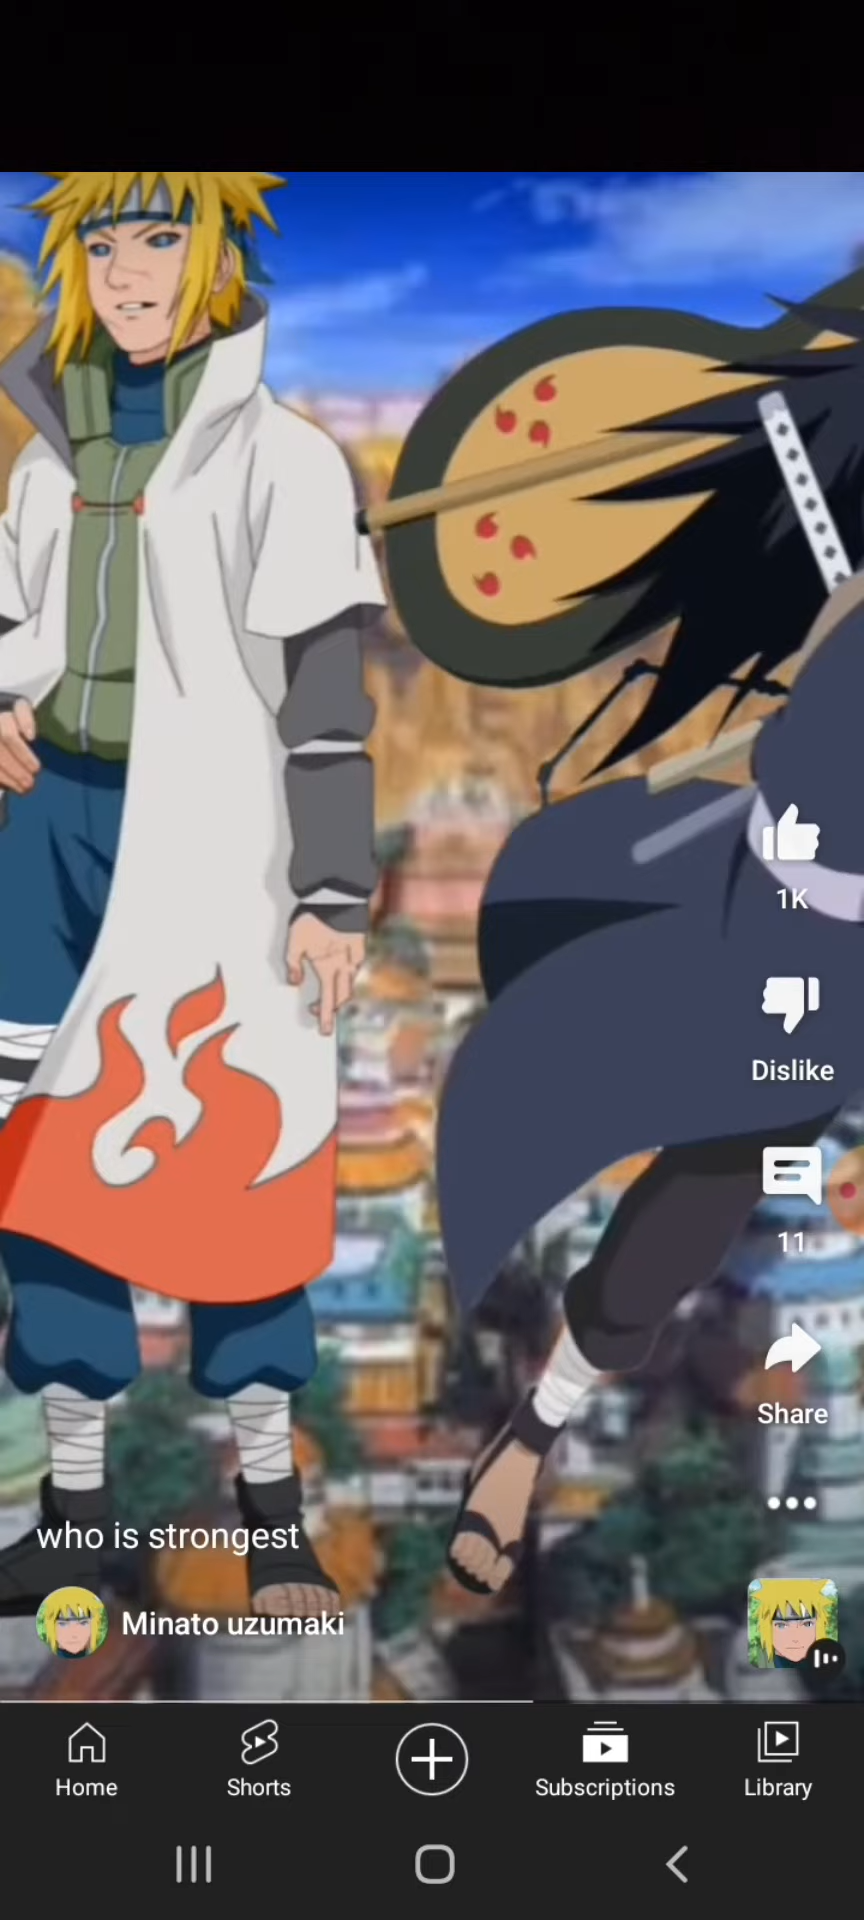 1K
Dislike
11
Share
who is strongest
Minato uzumaki
Home
Shorts
Subscriptions
Library